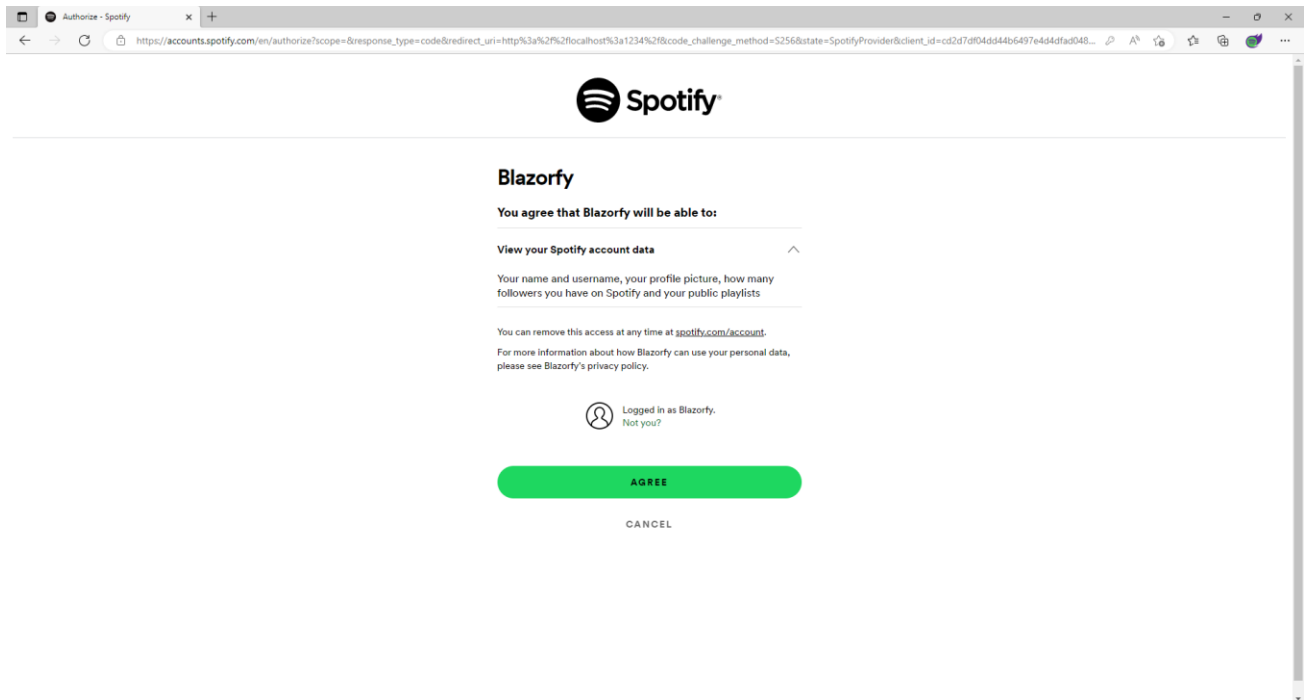 Authorize - Spotify
https://accounts.spotify.com/en/authorize?scope=&response_type=code&redirect_uri=http%3a%2f%2flocalhost%3a1234%2f&code_challenge_method=S256&state=SpotifyProvider&client_id=cd2d7df04dd44b6497e4d4dfad048...
Spotify
Blazorfy
You agree that Blazorfy will be able to:
View your Spotify account data
Your name and username, your profile picture, how many
followers you have on Spotify and your public playlists
You can remove this access at any time at spotify.com/account.
For more information about how Blazorfy can use your personal data,
please see Blazorfy's privacy policy.
Logged in as Blazorfy.
Not you?
AGREE
CANCEL